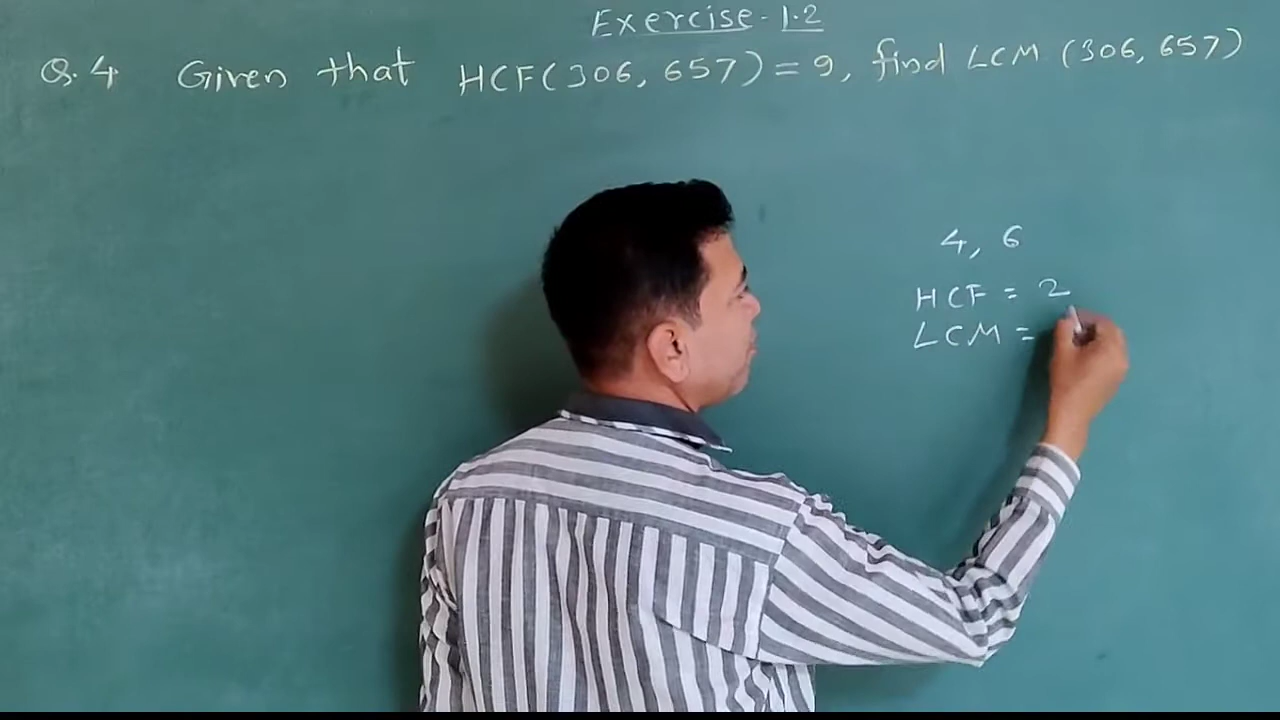 Exercise-1.2
Q.4 Given that HCF(306, 657) = 9, find LCM (306, 657)
4, 6
HCF = 2
LCM =